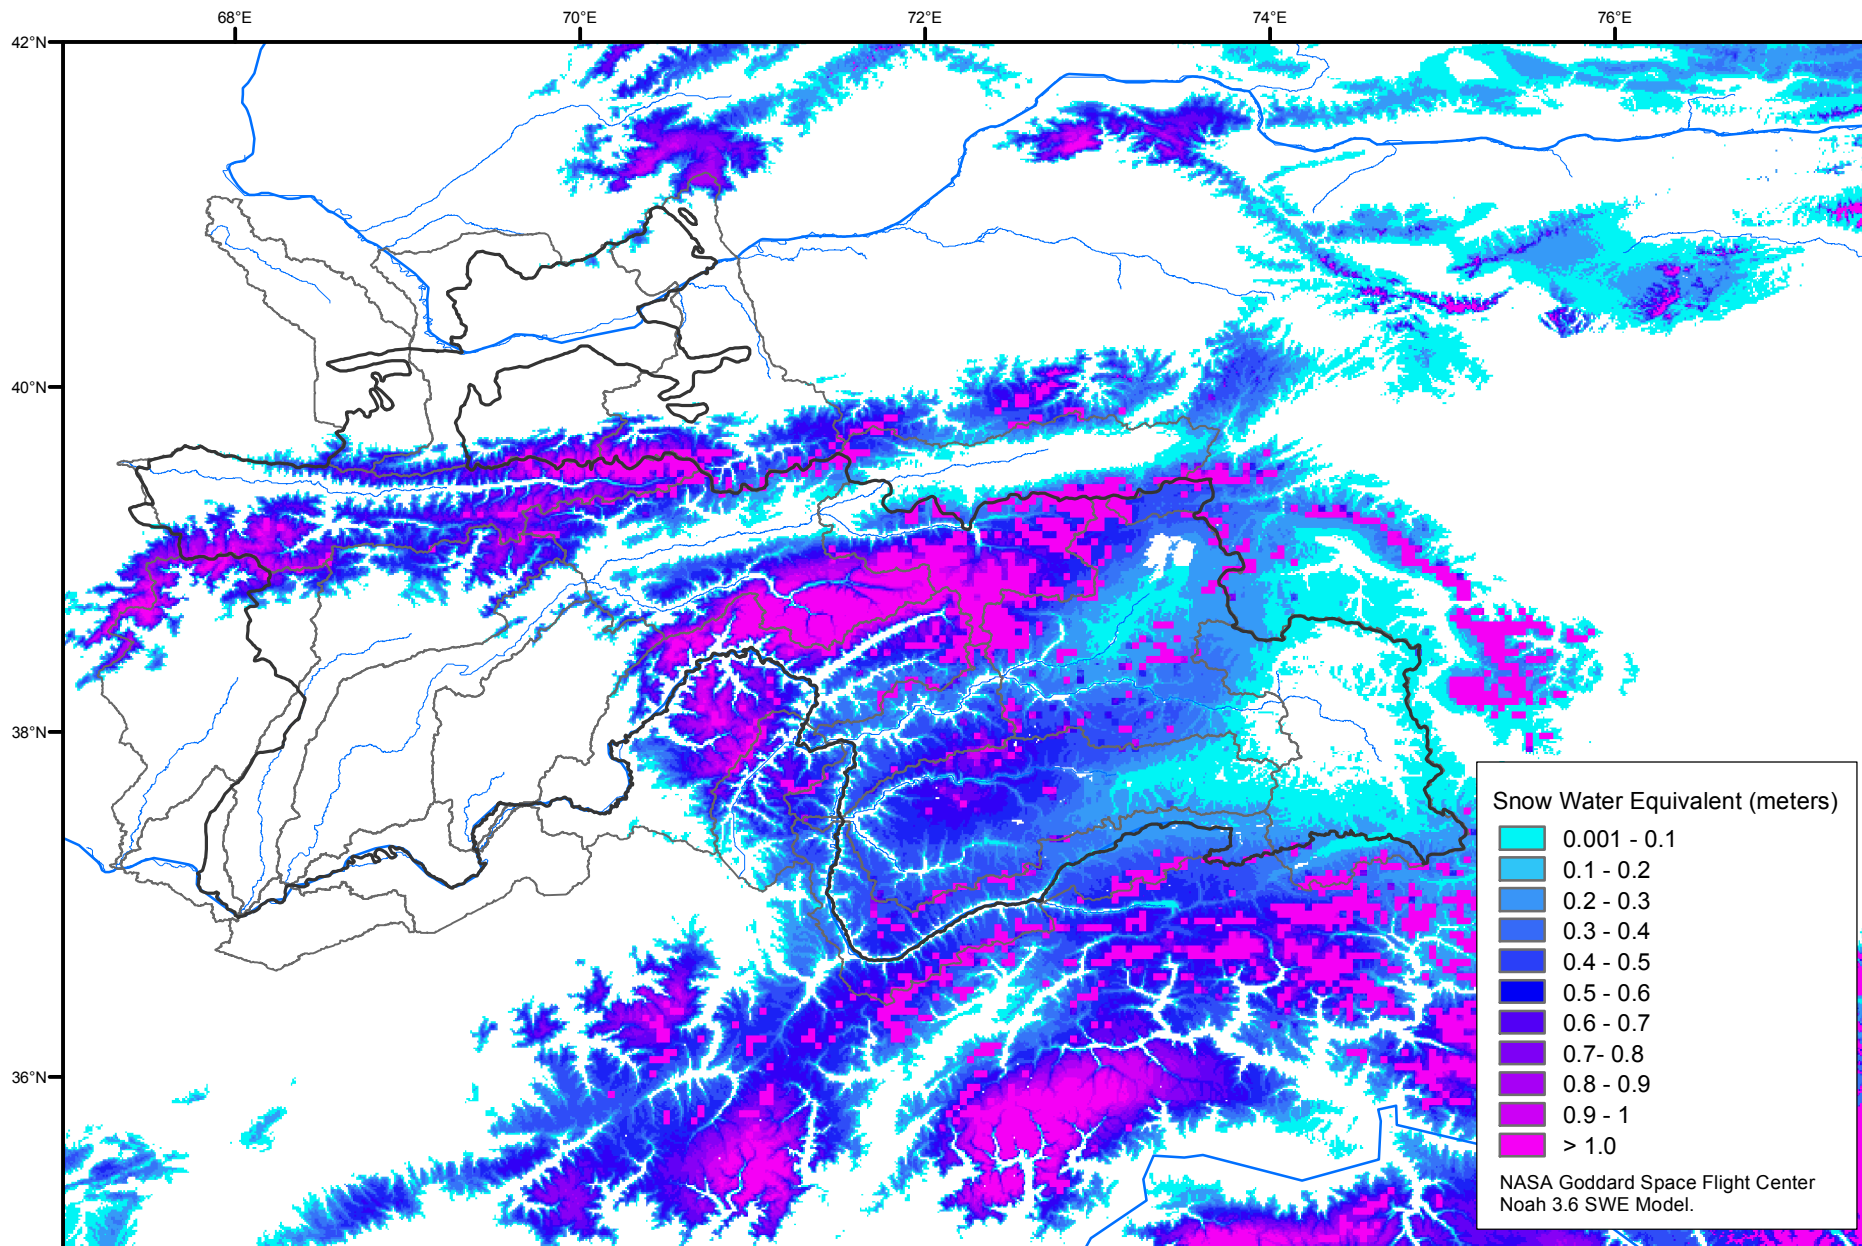 68°E
70°E
72°E
74°E
76°E
42°N
40°N
38°N
36°N
Snow Water Equivalent (meters)
0.001 - 0.1
0.1 - 0.2
0.2 - 0.3
0.3 - 0.4
0.4 - 0.5
0.5 - 0.6
0.6 - 0.7
0.7- 0.8
0.8 - 0.9
0.9 - 1
> 1.0
NASA Goddard Space Flight Center
Noah 3.6 SWE Model.